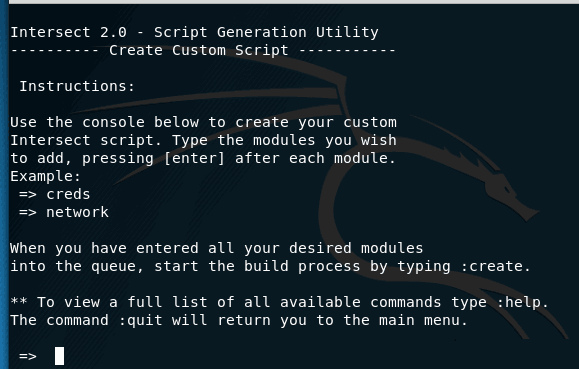 Intersect 2.0 - Script Generation Utility
---------- Create Custom Script -----------
Instructions:
Use the console below to create your custom
Intersect script. Type the modules you wish
to add, pressing [enter] after each module.
Example:
=> creds
=> network
When you have entered all your desired modules
into the queue, start the build process by typing :create.
** To view a full list of all available commands type :help.
The command :quit will return you to the main menu.
=>